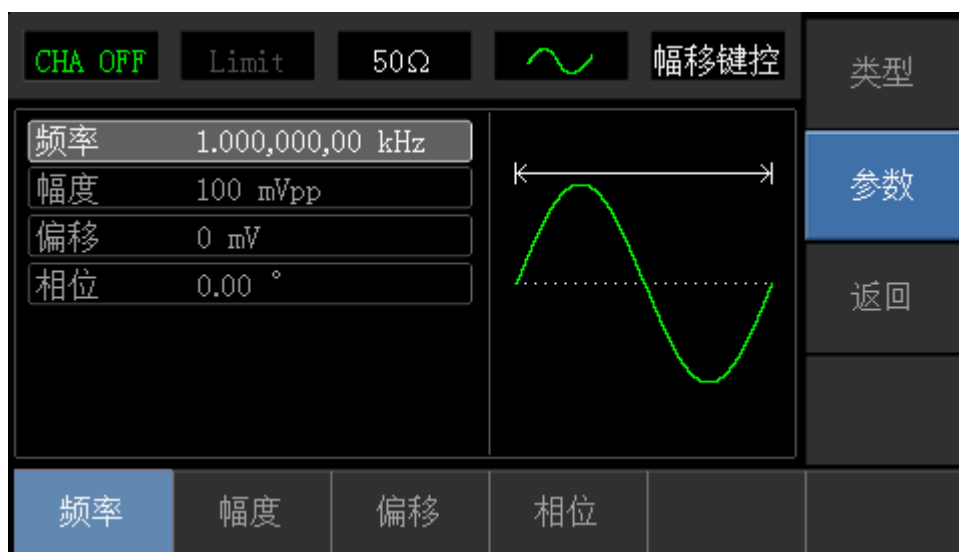 CHA OFF Limit 50Ω 幅移键控
类型
频率 1.000,000,00 kHz
幅度 100 mVpp
偏移 0 mV
相位 0.00 °
参数
返回
频率 幅度 偏移 相位